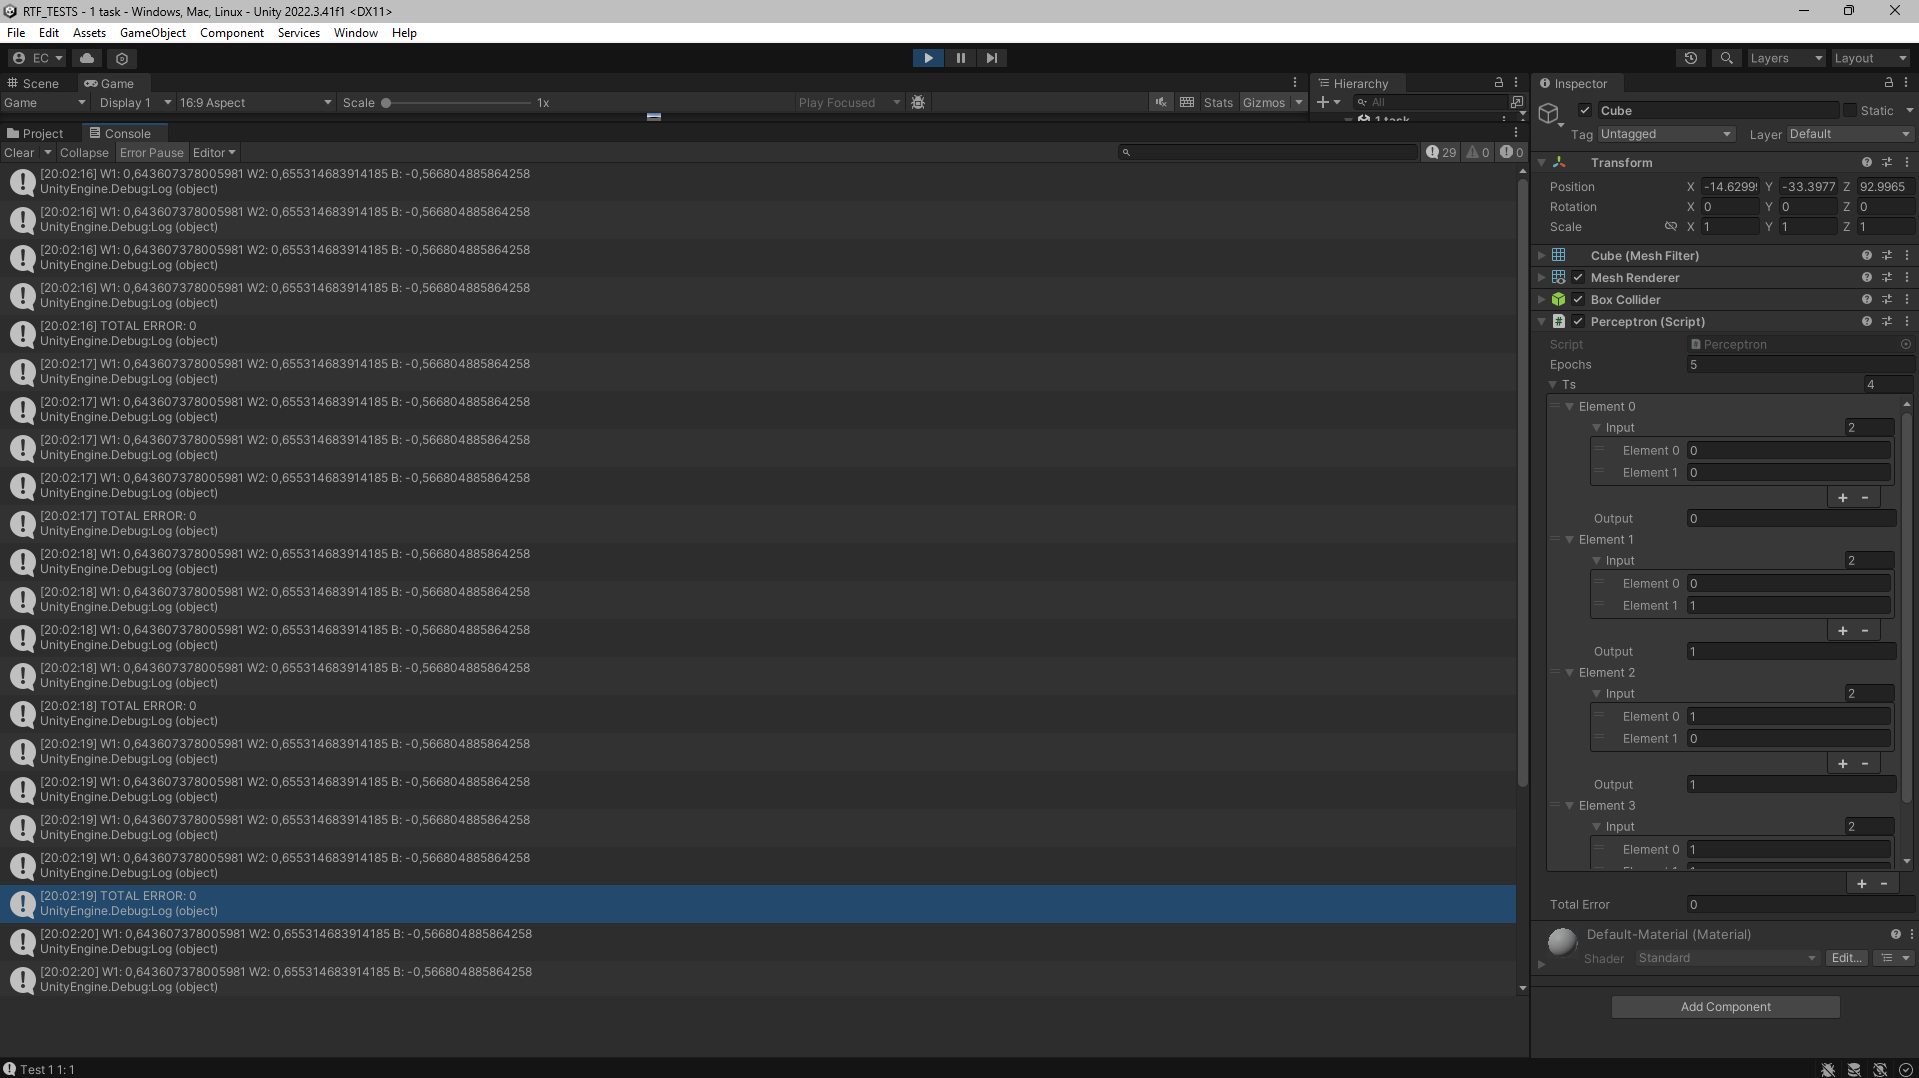 RTF_TESTS - 1 task - Windows, Mac, Linux - Unity 2022.3.41f1 <DX11>
File Edit Assets GameObject Component Services Window Help
EC Layers Layout
Scene Game
Game Display 1 16:9 Aspect Scale 1x Play Focused Stats Gizmos
Hierarchy
All
1 task
Project Console
Clear Collapse Error Pause Editor 29 0 0
[20:02:16] W1: 0,643607378005981 W2: 0,655314683914185 B: -0,566804885864258
UnityEngine.Debug:Log (object)
[20:02:16] W1: 0,643607378005981 W2: 0,655314683914185 B: -0,566804885864258
UnityEngine.Debug:Log (object)
[20:02:16] W1: 0,643607378005981 W2: 0,655314683914185 B: -0,566804885864258
UnityEngine.Debug:Log (object)
[20:02:16] W1: 0,643607378005981 W2: 0,655314683914185 B: -0,566804885864258
UnityEngine.Debug:Log (object)
[20:02:16] TOTAL ERROR: 0
UnityEngine.Debug:Log (object)
[20:02:17] W1: 0,643607378005981 W2: 0,655314683914185 B: -0,566804885864258
UnityEngine.Debug:Log (object)
[20:02:17] W1: 0,643607378005981 W2: 0,655314683914185 B: -0,566804885864258
UnityEngine.Debug:Log (object)
[20:02:17] W1: 0,643607378005981 W2: 0,655314683914185 B: -0,566804885864258
UnityEngine.Debug:Log (object)
[20:02:17] W1: 0,643607378005981 W2: 0,655314683914185 B: -0,566804885864258
UnityEngine.Debug:Log (object)
[20:02:17] TOTAL ERROR: 0
UnityEngine.Debug:Log (object)
[20:02:18] W1: 0,643607378005981 W2: 0,655314683914185 B: -0,566804885864258
UnityEngine.Debug:Log (object)
[20:02:18] W1: 0,643607378005981 W2: 0,655314683914185 B: -0,566804885864258
UnityEngine.Debug:Log (object)
[20:02:18] W1: 0,643607378005981 W2: 0,655314683914185 B: -0,566804885864258
UnityEngine.Debug:Log (object)
[20:02:18] W1: 0,643607378005981 W2: 0,655314683914185 B: -0,566804885864258
UnityEngine.Debug:Log (object)
[20:02:18] TOTAL ERROR: 0
UnityEngine.Debug:Log (object)
[20:02:19] W1: 0,643607378005981 W2: 0,655314683914185 B: -0,566804885864258
UnityEngine.Debug:Log (object)
[20:02:19] W1: 0,643607378005981 W2: 0,655314683914185 B: -0,566804885864258
UnityEngine.Debug:Log (object)
[20:02:19] W1: 0,643607378005981 W2: 0,655314683914185 B: -0,566804885864258
UnityEngine.Debug:Log (object)
[20:02:19] W1: 0,643607378005981 W2: 0,655314683914185 B: -0,566804885864258
UnityEngine.Debug:Log (object)
[20:02:19] TOTAL ERROR: 0
UnityEngine.Debug:Log (object)
[20:02:20] W1: 0,643607378005981 W2: 0,655314683914185 B: -0,566804885864258
UnityEngine.Debug:Log (object)
[20:02:20] W1: 0,643607378005981 W2: 0,655314683914185 B: -0,566804885864258
UnityEngine.Debug:Log (object)
Test 1 1: 1
Inspector
Cube Static
Tag Untagged Layer Default
Transform
Position X -14.6299 Y -33.3977 Z 92.9965
Rotation X 0 Y 0 Z 0
Scale X 1 Y 1 Z 1
Cube (Mesh Filter)
Mesh Renderer
Box Collider
Perceptron (Script)
Script Perceptron
Epochs 5
Ts 4
Element 0
Input 2
Element 0 0
Element 1 0
+ -
Output 0
Element 1
Input 2
Element 0 0
Element 1 1
+ -
Output 1
Element 2
Input 2
Element 0 1
Element 1 0
+ -
Output 1
Element 3
Input 2
Element 0 1
+ -
Total Error 0
Default-Material (Material)
Shader Standard Edit...
Add Component